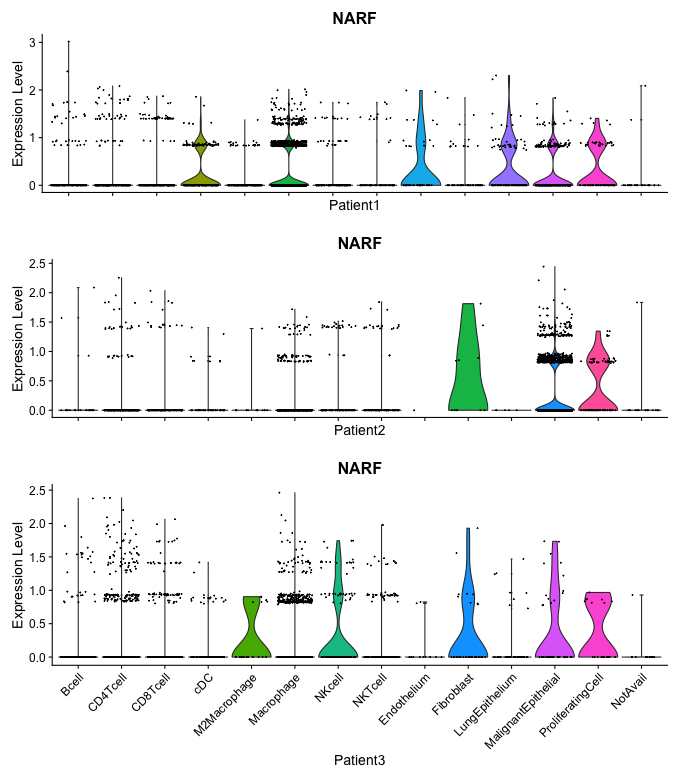 NARF
Expression Level
3
2
1
0
Patient1
NARF
Expression Level
2.5
2.0
1.5
1.0
0.5
0.0
Patient2
NARF
Expression Level
2.5
2.0
1.5
1.0
0.5
0.0
Bcell
CD4Tcell
CD8Tcell
cDC
M2Macrophage
Macrophage
NKcell
NKTcell
Endothelium
Fibroblast
LungEpithelium
MalignantEpithelial
ProliferatingCell
NotAvail
Patient3